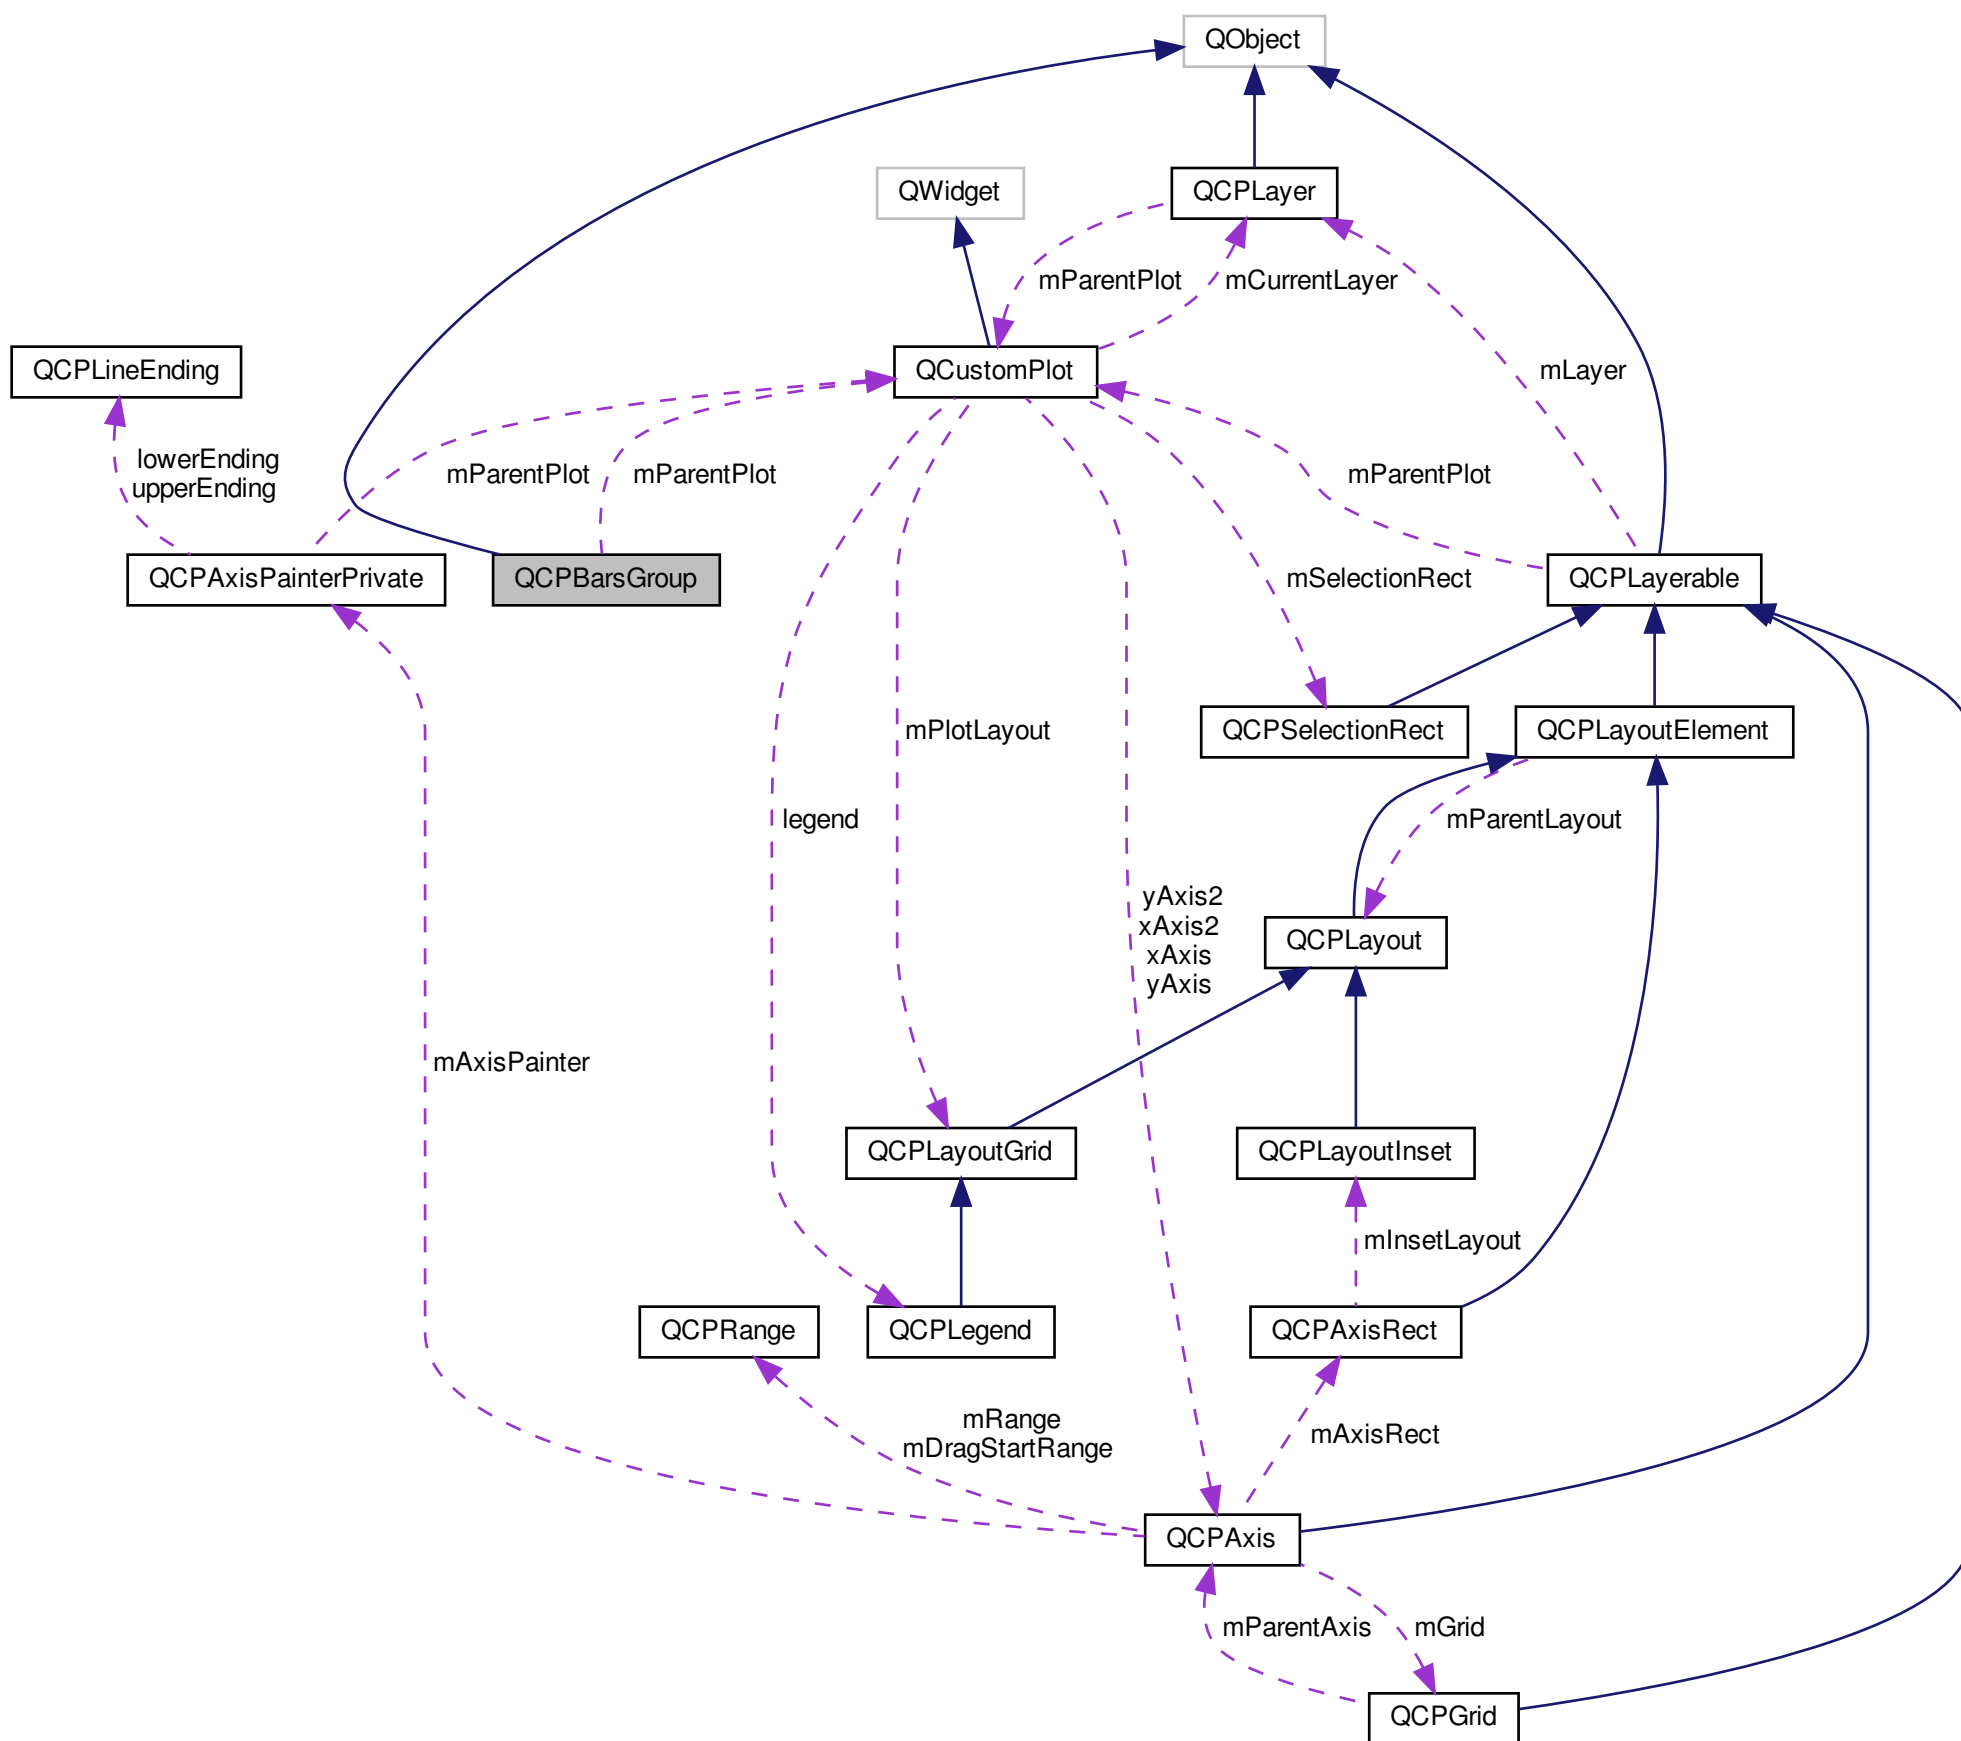 QObject
QWidget
QCPLayer
mParentPlot
mCurrentLayer
QCPLineEnding
QCustomPlot
mLayer
lowerEnding
upperEnding
mParentPlot
mParentPlot
mParentPlot
QCPAxisPainterPrivate
QCPBarsGroup
mSelectionRect
QCPLayerable
mPlotLayout
QCPSelectionRect
QCPLayoutElement
legend
mParentLayout
yAxis2
xAxis2
xAxis
yAxis
QCPLayout
mAxisPainter
QCPLayoutGrid
QCPLayoutInset
mInsetLayout
QCPRange
QCPLegend
QCPAxisRect
mRange
mDragStartRange
mAxisRect
QCPAxis
mParentAxis
mGrid
QCPGrid